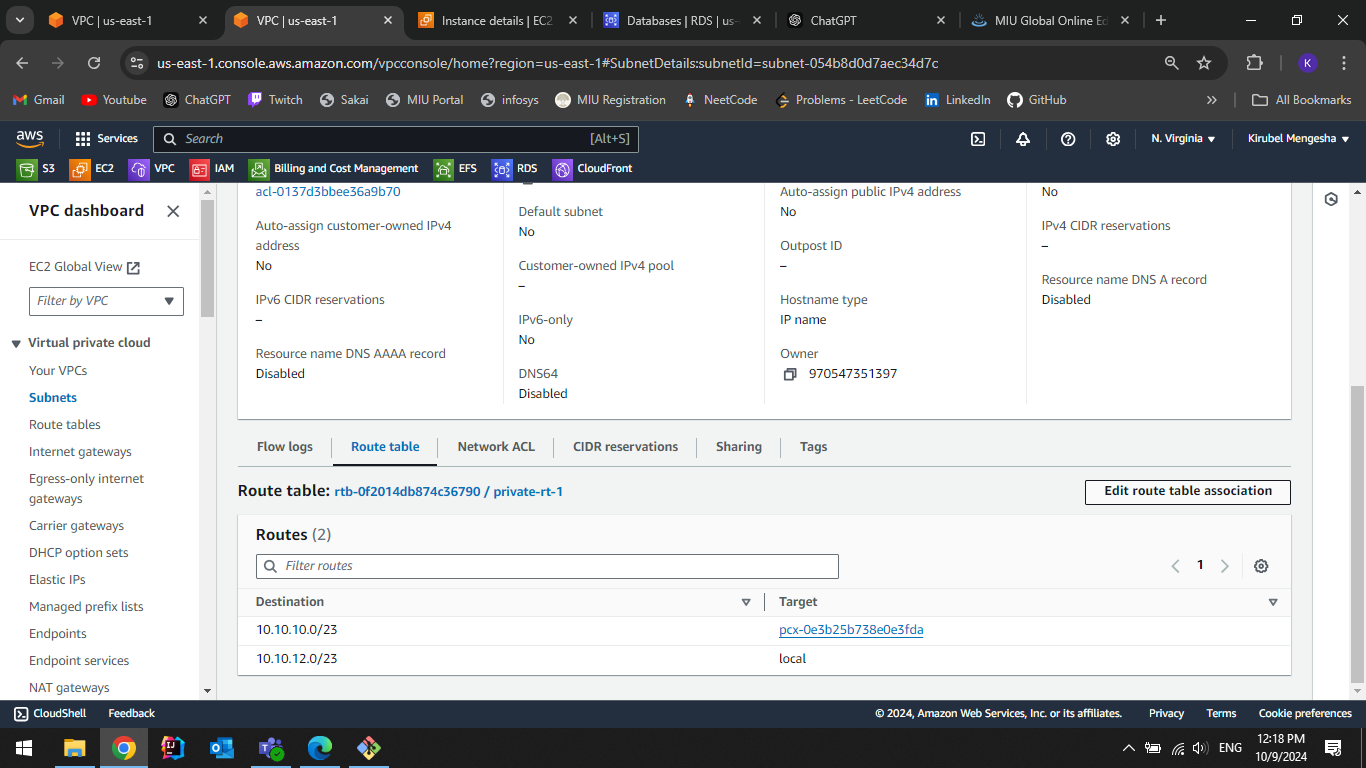 VPC | us-east-1
VPC | us-east-1
Instance details | EC2
Databases | RDS | us-
ChatGPT
MIU Global Online Ed
us-east-1.console.aws.amazon.com/vpcconsole/home?region=us-east-1#SubnetDetails:subnetId=subnet-054b8d0d7aec34d7c
K
Gmail
Youtube
ChatGPT
Twitch
Sakai
MIU Portal
infosys
MIU Registration
NeetCode
Problems - LeetCode
LinkedIn
GitHub
All Bookmarks
aws
Services
Search
[Alt+S]
N. Virginia
Kirubel Mengesha
S3
EC2
VPC
IAM
Billing and Cost Management
EFS
RDS
CloudFront
VPC dashboard
EC2 Global View
Filter by VPC
Virtual private cloud
Your VPCs
Subnets
Route tables
Internet gateways
Egress-only internet
gateways
Carrier gateways
DHCP option sets
Elastic IPs
Managed prefix lists
Endpoints
Endpoint services
NAT gateways
acl-0137d3bbee36a9b70
Auto-assign customer-owned IPv4
address
No
IPv6 CIDR reservations
–
Resource name DNS AAAA record
Disabled
Default subnet
No
Customer-owned IPv4 pool
–
IPv6-only
No
DNS64
Disabled
Auto-assign public IPv4 address
No
Outpost ID
–
Hostname type
IP name
Owner
970547351397
No
IPv4 CIDR reservations
–
Resource name DNS A record
Disabled
Flow logs
Route table
Network ACL
CIDR reservations
Sharing
Tags
Route table: rtb-0f2014db874c36790 / private-rt-1
Edit route table association
Routes (2)
Filter routes
1
Destination
Target
10.10.10.0/23
pcx-0e3b25b738e0e3fda
10.10.12.0/23
local
CloudShell
Feedback
© 2024, Amazon Web Services, Inc. or its affiliates.
Privacy
Terms
Cookie preferences
ENG
12:18 PM
10/9/2024